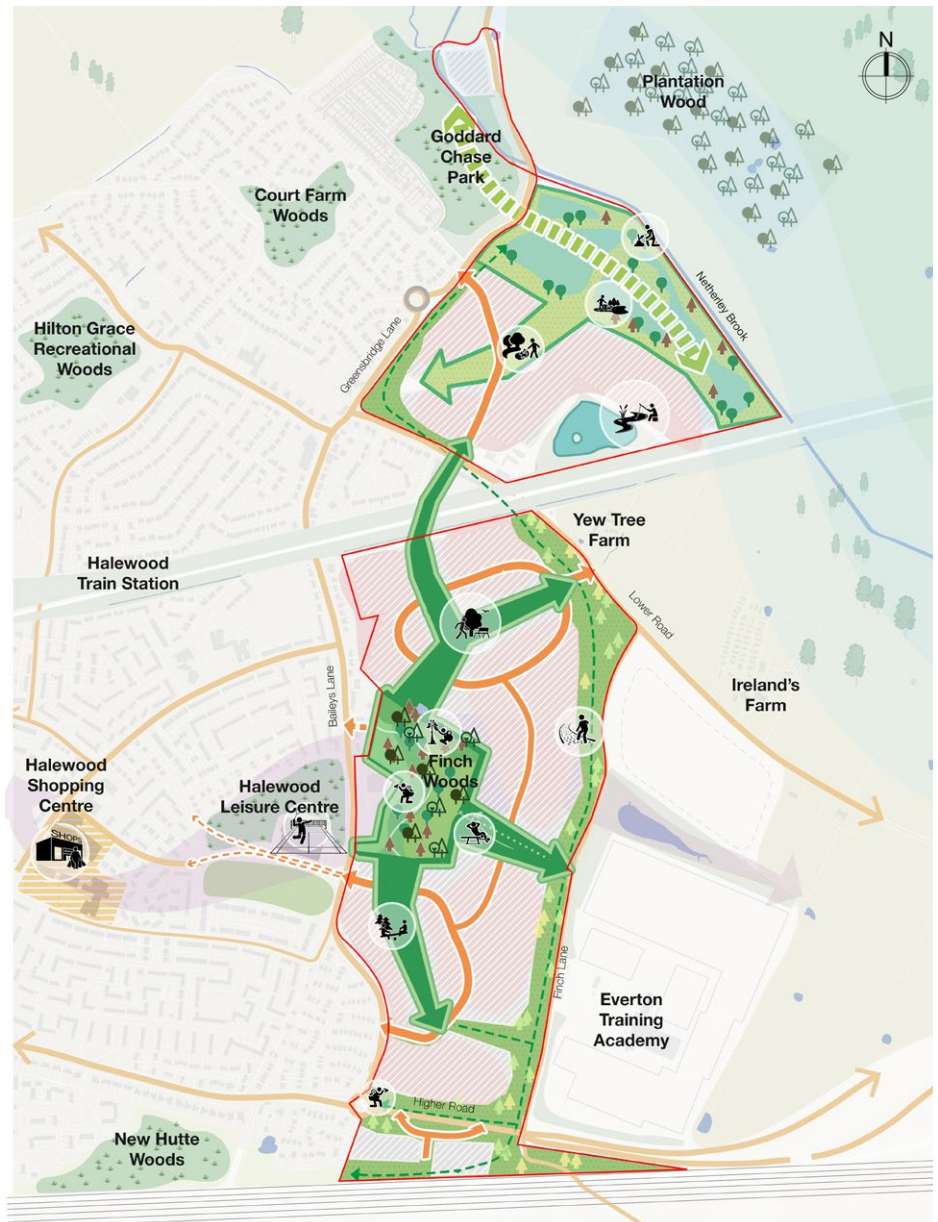 N
Plantation
Wood
Goddard
Chase
Park
Court Farm
Woods
Netherley Brook
Hilton Grace
Recreational
Woods
Greensbridge Lane
Yew Tree
Farm
Halewood
Train Station
Lower Road
Ireland's
Farm
Baileys Lane
Finch
Woods
Halewood
Shopping
Centre
Halewood
Leisure Centre
SHOPS
Finch Lane
Everton
Training
Academy
Higher Road
New Hutte
Woods